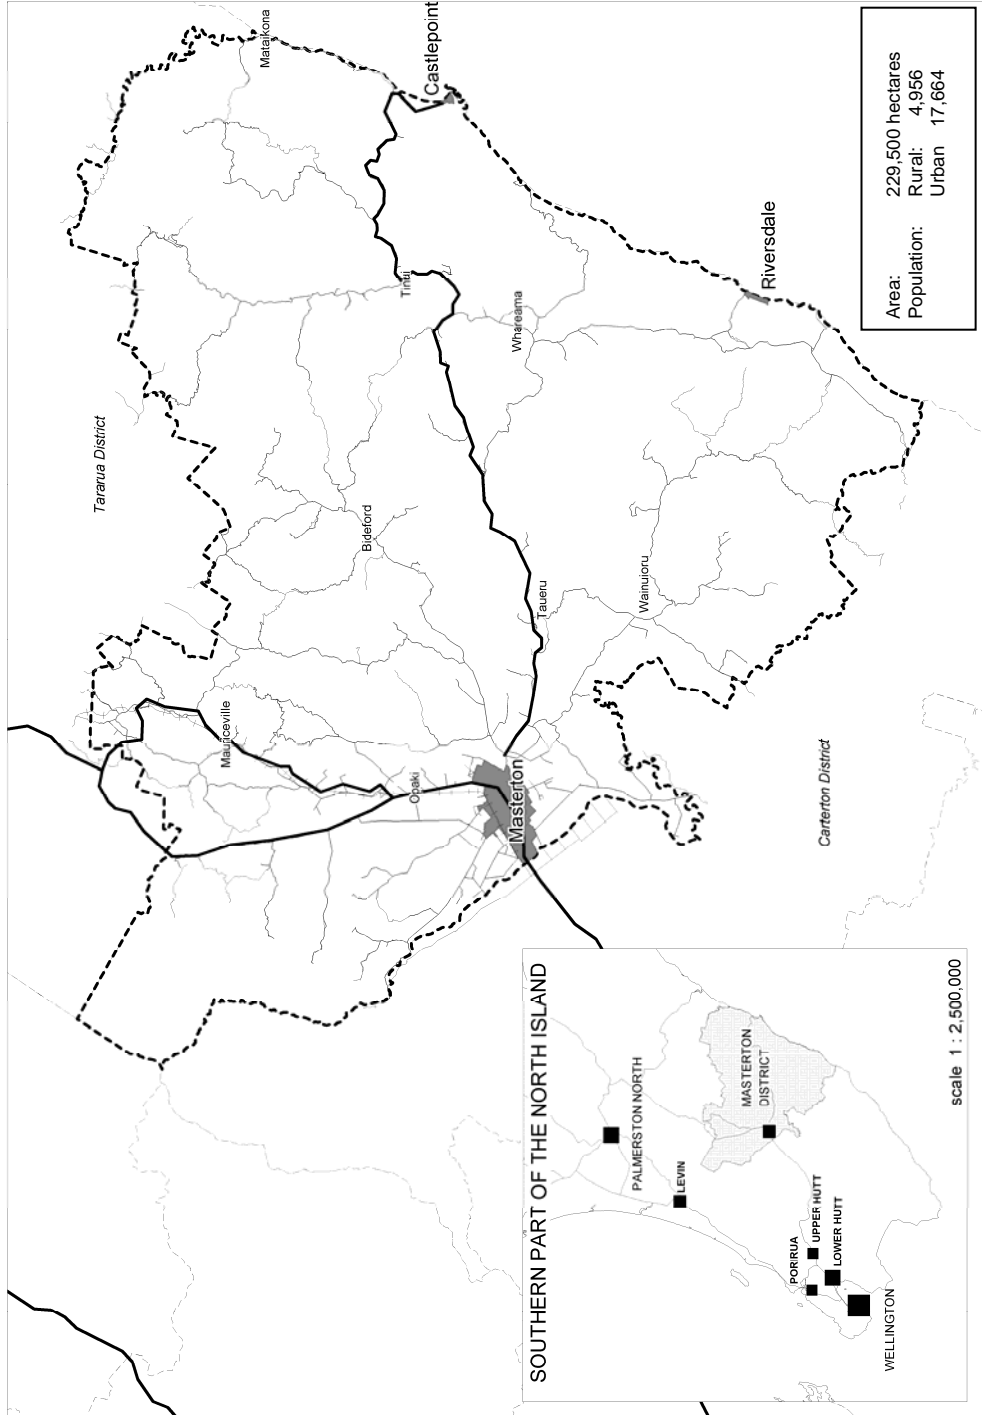 Mataikona
Castlepoint
Tararua District
Tinui
Whareama
Riversdale
Bideford
Taueru
Wainuioru
Mauriceville
Opaki
Masterton
Carterton District
Area: 229,500 hectares
Population: Rural: 4,956
Urban 17,664
SOUTHERN PART OF THE NORTH ISLAND
PALMERSTON NORTH
LEVIN
MASTERTON
DISTRICT
PORIRUA
UPPER HUTT
LOWER HUTT
WELLINGTON
scale 1 : 2,500,000